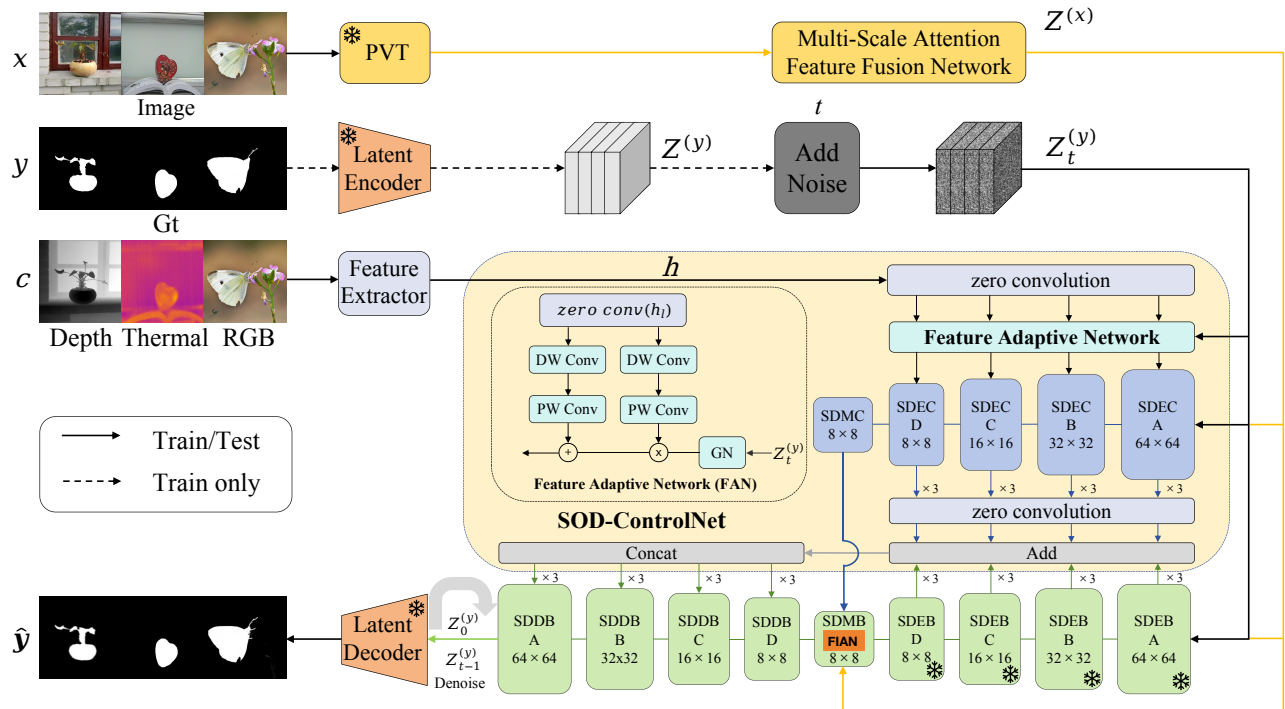 x
Image
PVT
Multi-Scale Attention
Feature Fusion Network
Z^(x)
y
Gt
Latent
Encoder
Z^(y)
t
Add
Noise
Z_t^(y)
c
Depth
Thermal
RGB
Feature
Extractor
h
zero convolution
Feature Adaptive Network
zero conv(h_l)
DW Conv
DW Conv
PW Conv
PW Conv
+
x
GN
Z_t^(y)
Feature Adaptive Network (FAN)
SOD-ControlNet
SDMC
8 × 8
SDEC
D
8 × 8
SDEC
C
16 × 16
SDEC
B
32 × 32
SDEC
A
64 × 64
× 3
× 3
× 3
× 3
zero convolution
Add
Concat
Train/Test
Train only
× 3
× 3
× 3
× 3
× 3
× 3
× 3
× 3
ŷ
Latent
Decoder
Z_0^(y)
Z_{t-1}^(y)
Denoise
SDDB
A
64 × 64
SDDB
B
32x32
SDDB
C
16 × 16
SDDB
D
8 × 8
SDMB
FIAN
8 × 8
SDEB
D
8 × 8
SDEB
C
16 × 16
SDEB
B
32 × 32
SDEB
A
64 × 64